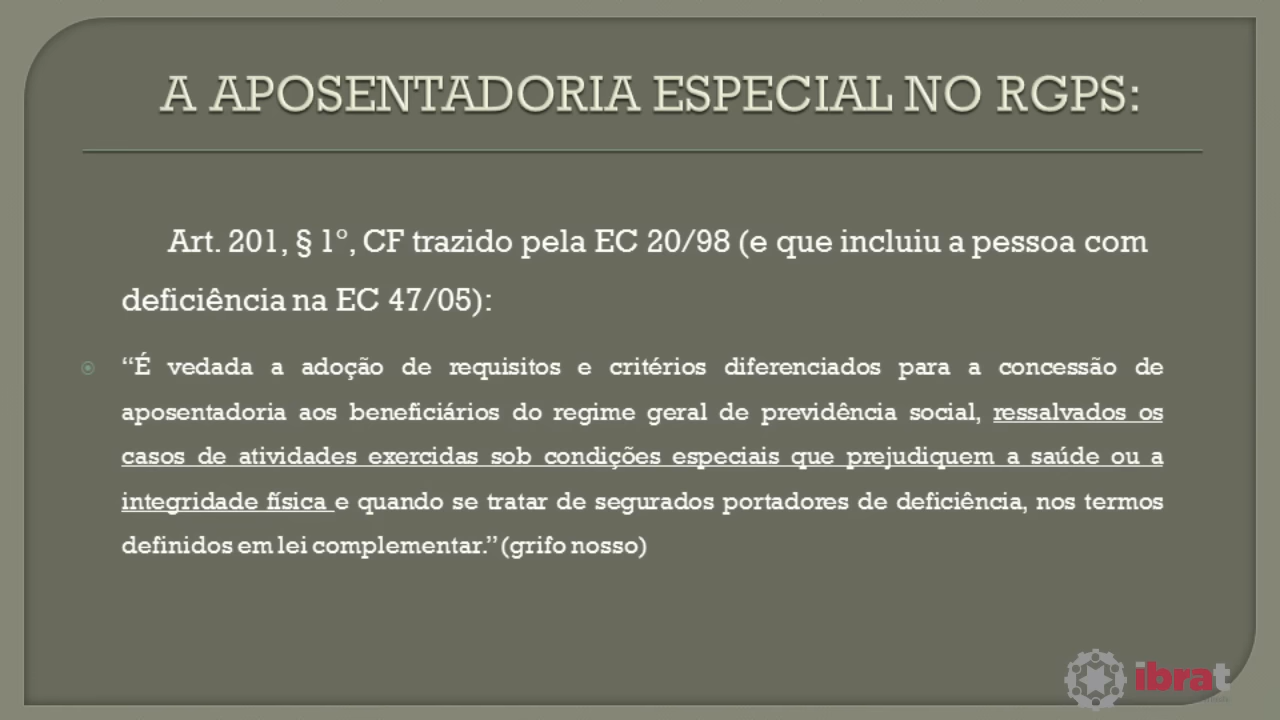 A APOSENTADORIA ESPECIAL NO RGPS:
Art. 201, § 1º, CF trazido pela EC 20/98 (e que incluiu a pessoa com
deficiência na EC 47/05):
“É vedada a adoção de requisitos e critérios diferenciados para a concessão de
aposentadoria aos beneficiários do regime geral de previdência social, ressalvados os
casos de atividades exercidas sob condições especiais que prejudiquem a saúde ou a
integridade física e quando se tratar de segurados portadores de deficiência, nos termos
definidos em lei complementar.” (grifo nosso)
ibrat